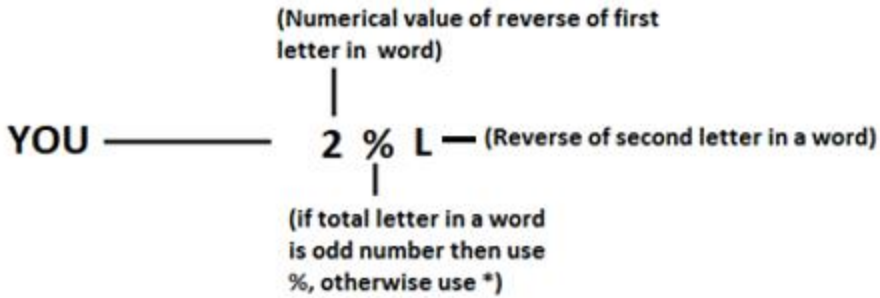 (Numerical value of reverse of first
letter in word)
YOU 2 % L (Reverse of second letter in a word)
(if total letter in a word
is odd number then use
%, otherwise use *)